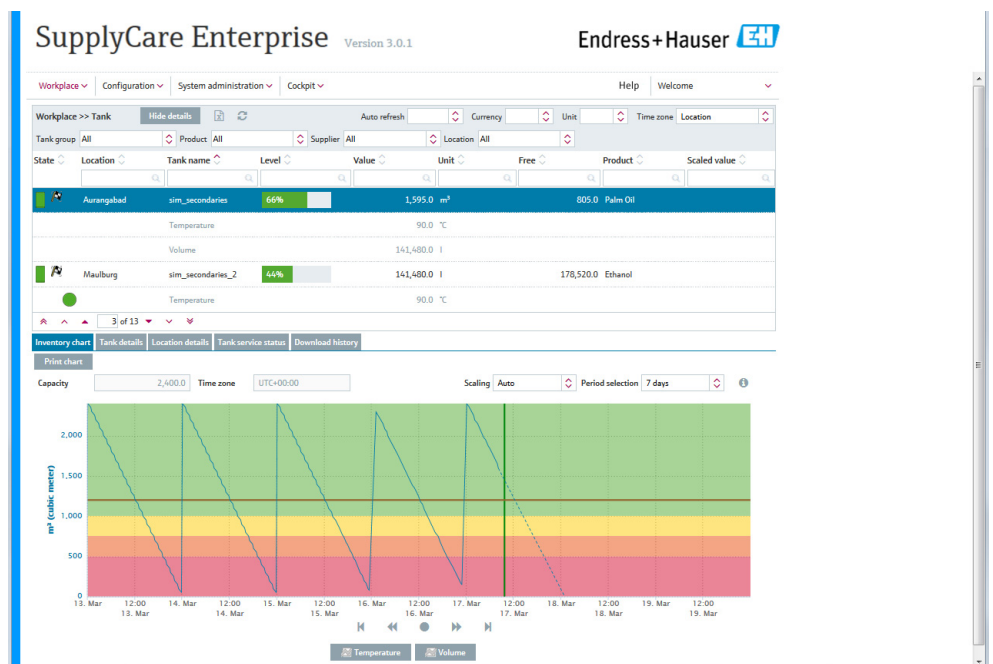 SupplyCare Enterprise Version 3.0.1
Endress+Hauser EH
Workplace Configuration System administration Cockpit Help Welcome
Workplace >> Tank Hide details Auto refresh Currency Unit Time zone Location
Tank group All Product All Supplier All Location All
State Location Tank name Level Value Unit Free Product Scaled value
Aurangabad sim_secondaries 66% 1,595.0 m³ 805.0 Palm Oil
Temperature 90.0 °C
Volume 141,480.0 l
Maulburg sim_secondaries_2 44% 141,480.0 l 178,520.0 Ethanol
Temperature 90.0 °C
3 of 13
Inventory chart Tank details Location details Tank service status Download history
Print chart
Capacity 2,400.0 Time zone UTC+00:00 Scaling Auto Period selection 7 days
m³ (cubic meter)
2,000
1,500
1,000
500
0
13. Mar 12:00 14. Mar 12:00 15. Mar 12:00 16. Mar 12:00 17. Mar 12:00 18. Mar 12:00 19. Mar 12:00
13. Mar 14. Mar 15. Mar 16. Mar 17. Mar 18. Mar 19. Mar
Temperature Volume